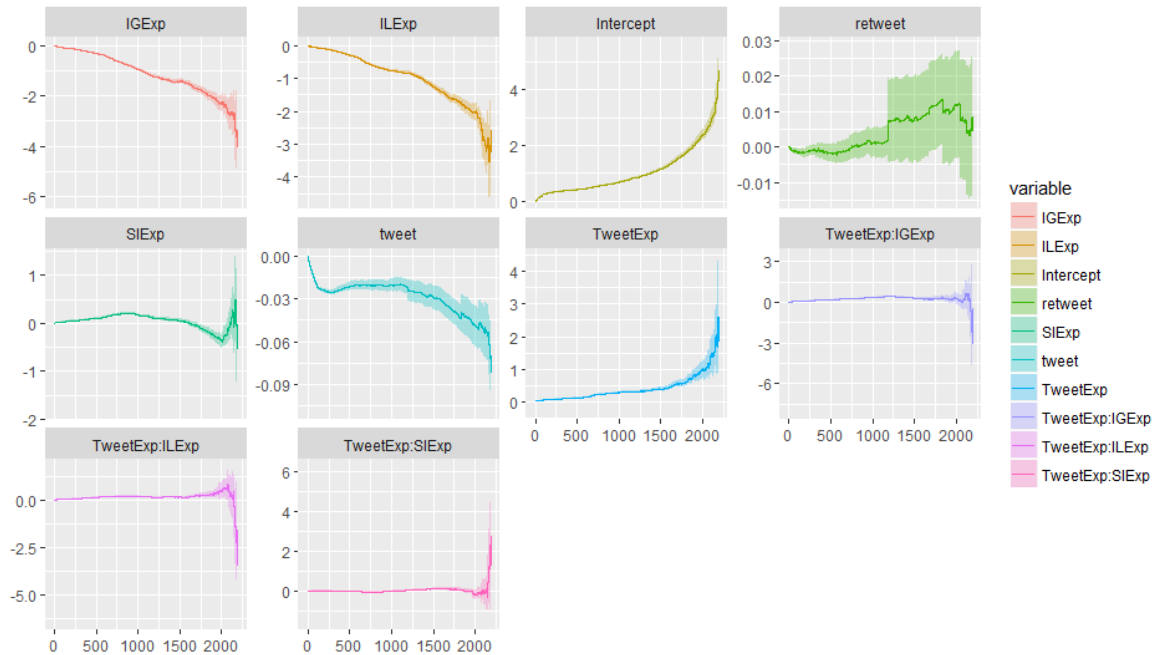 IGExp ILExp Intercept retweet
0 -2 -4 -6
0 -1 -2 -3 -4
4 2 0
0.03 0.02 0.01 0.00 -0.01
SIExp tweet TweetExp TweetExp:IGExp
1 0 -1 -2
0.00 -0.03 -0.06 -0.09
4 3 2 1 0
3 0 -3 -6
0 500 1000 1500 2000
0 500 1000 1500 2000
TweetExp:ILExp TweetExp:SIExp
0.0 -2.5 -5.0
6 4 2 0
0 500 1000 1500 2000
0 500 1000 1500 2000
variable
IGExp
ILExp
Intercept
retweet
SIExp
tweet
TweetExp
TweetExp:IGExp
TweetExp:ILExp
TweetExp:SIExp